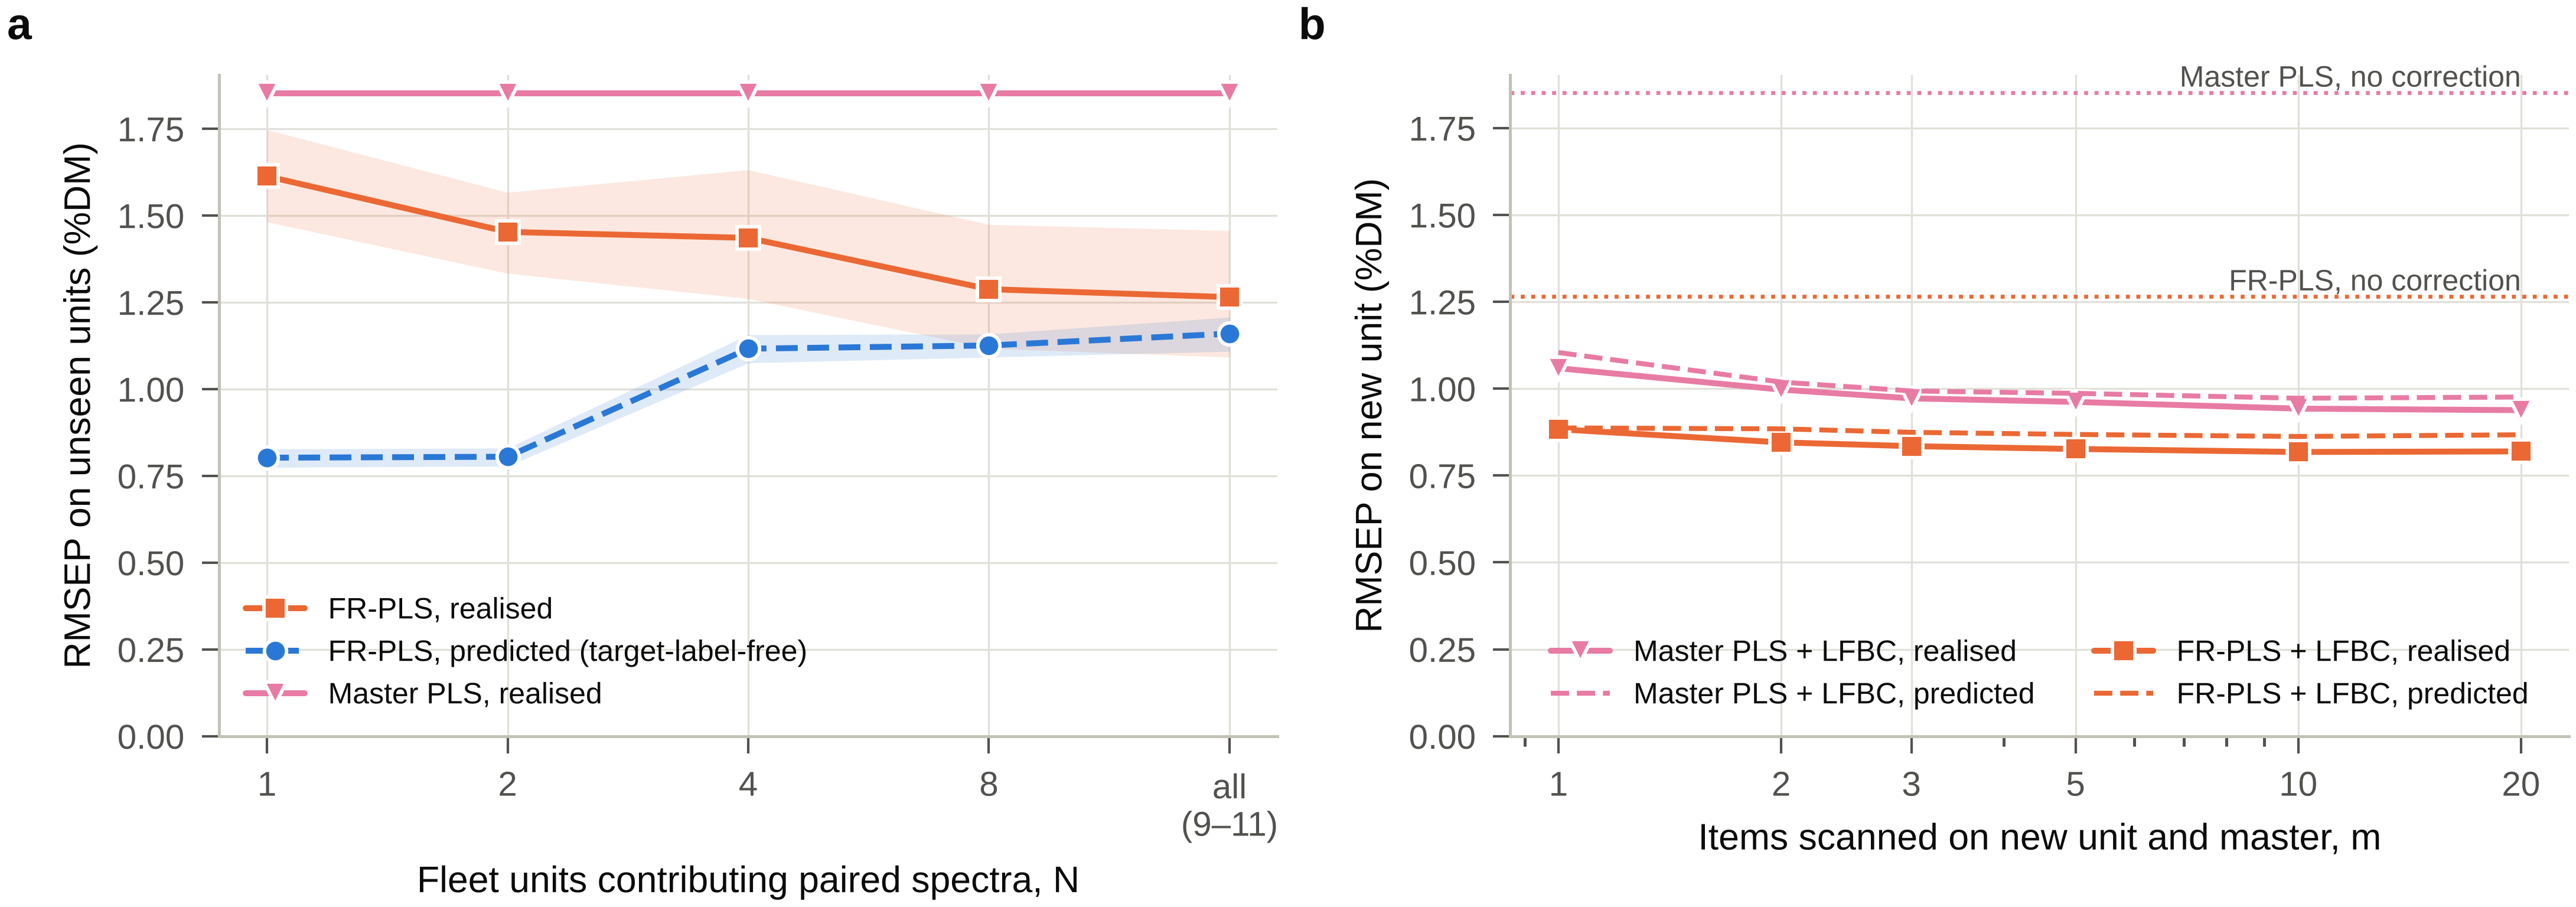 a
RMSEP on unseen units (%DM)
1.75
1.50
1.25
1.00
0.75
0.50
0.25
0.00
FR-PLS, realised
FR-PLS, predicted (target-label-free)
Master PLS, realised
1
2
4
8
all
(9–11)
Fleet units contributing paired spectra, N
b
RMSEP on new unit (%DM)
1.75
1.50
1.25
1.00
0.75
0.50
0.25
0.00
Master PLS, no correction
FR-PLS, no correction
Master PLS + LFBC, realised
Master PLS + LFBC, predicted
FR-PLS + LFBC, realised
FR-PLS + LFBC, predicted
1
2
3
5
10
20
Items scanned on new unit and master, m